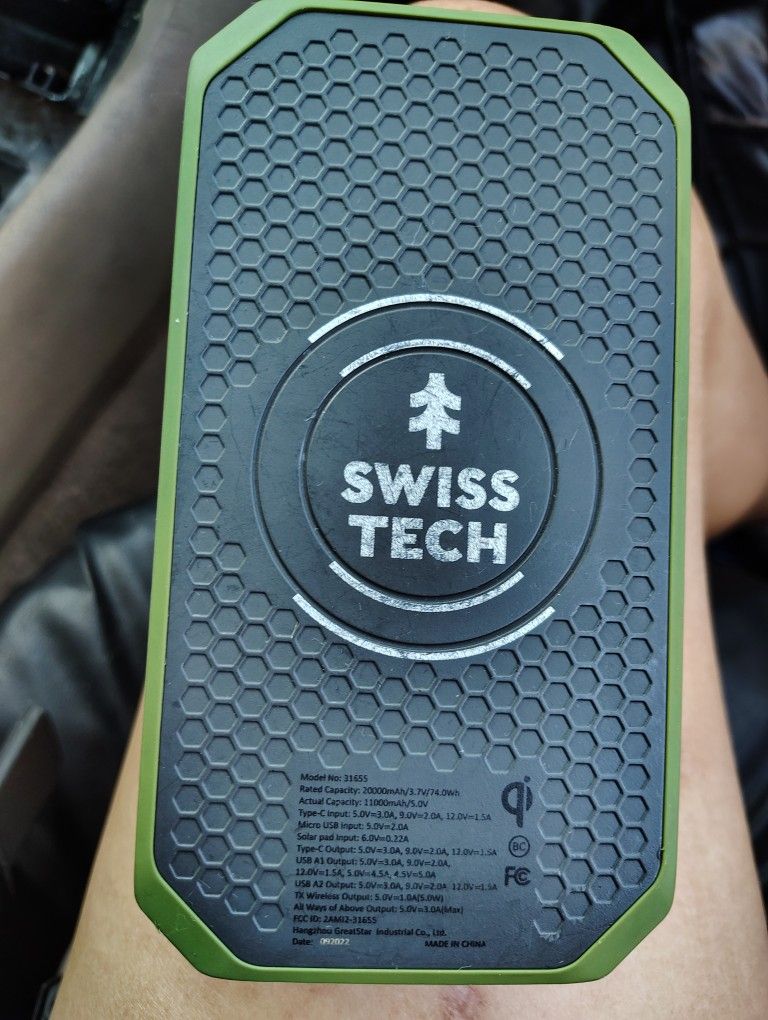 SWISS
TECH
Model No: 31655
Rated Capacity: 20000mAh/3.7V/74.0Wh
Actual Capacity: 11000mAh/5.0V
Type-C Input: 5.0V=3.0A, 9.0V=2.0A, 12.0V=1.5A
Micro USB Input: 5.0V=2.0A
Solar pad Input: 6.0V=0.22A
Type-C Output: 5.0V=3.0A, 9.0V=2.0A, 12.0V=1.5A
USB A1 Output: 5.0V=3.0A, 9.0V=2.0A,
12.0V=1.5A, 5.0V=4.5A, 4.5V=5.0A
USB A2 Output: 5.0V=3.0A, 9.0V=2.0A, 12.0V=1.5A
TX Wireless Output: 5.0V=1.0A(5.0W)
All Ways of Above Output: 5.0V=3.0A(Max)
FCC ID: 2AMI2-31655
Hangzhou GreatStar Industrial Co., Ltd.
Date: 092022 MADE IN CHINA
qi
BC
FC